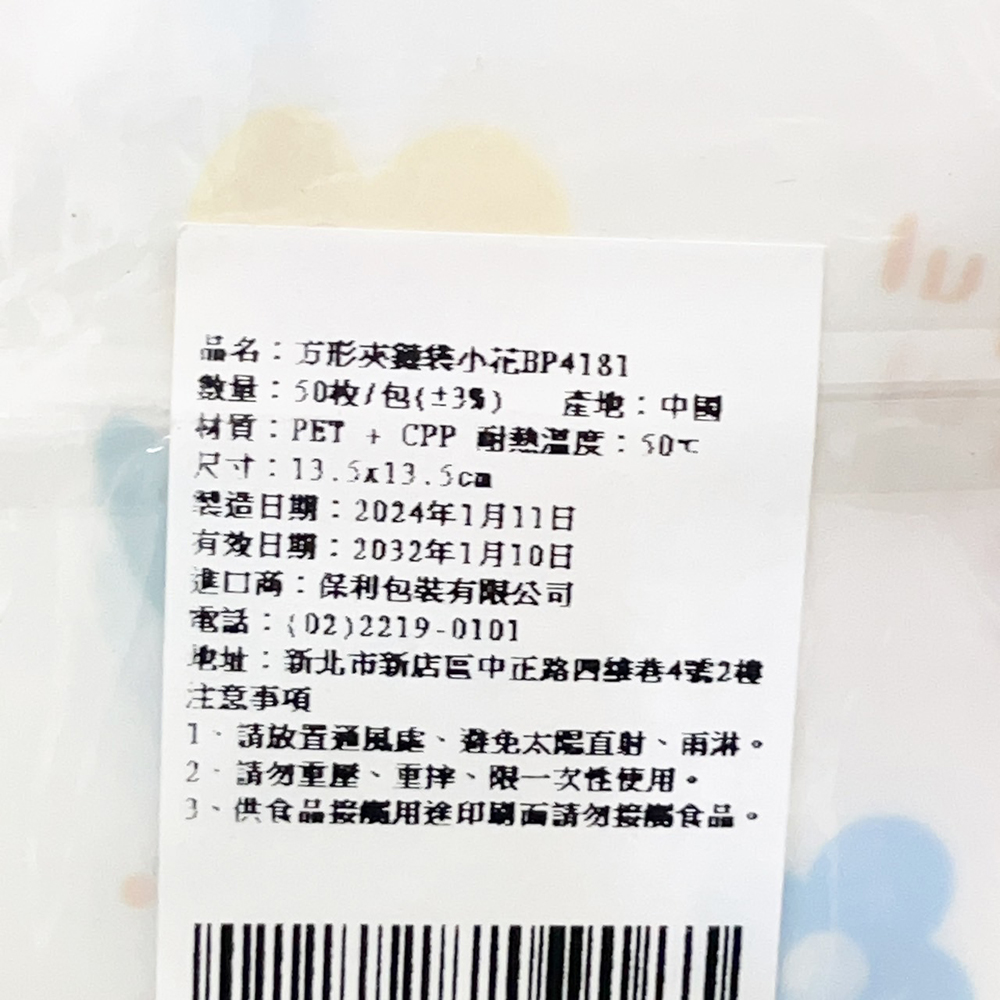 lu
品名：方形夾鏈袋小花BP4181
數量：50枚/包(±3%) 產地：中國
材質：PET + CPP 耐熱溫度：50℃
尺寸：13.5x13.5cm
製造日期：2024年1月11日
有效日期：2032年1月10日
進口商：保利包裝有限公司
電話：(02)2219-0101
地址：新北市新店區中正路四維巷4號2樓
注意事項
1、請放置通風處、避免太陽直射、雨淋。
2、請勿重壓、重摔、限一次性使用。
3、供食品接觸用途印刷面請勿接觸食品。